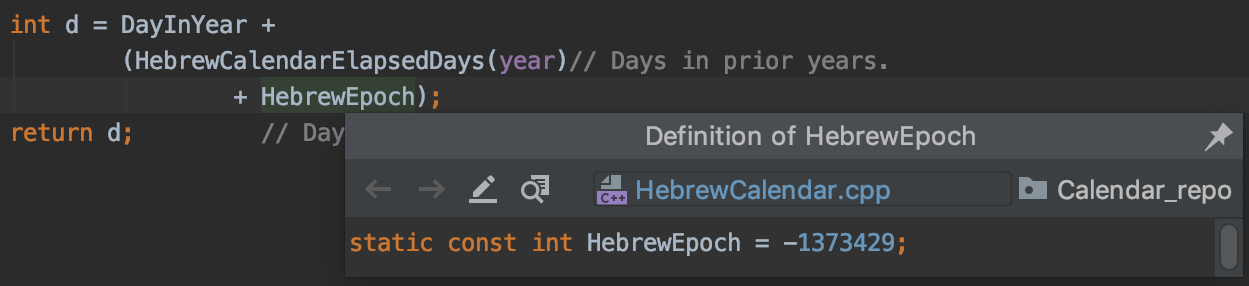 int d = DayInYear +
(HebrewCalendarElapsedDays(year)// Days in prior years.
+ HebrewEpoch);
return d; // Day
Definition of HebrewEpoch
C++ HebrewCalendar.cpp Calendar_repo
static const int HebrewEpoch = -1373429;